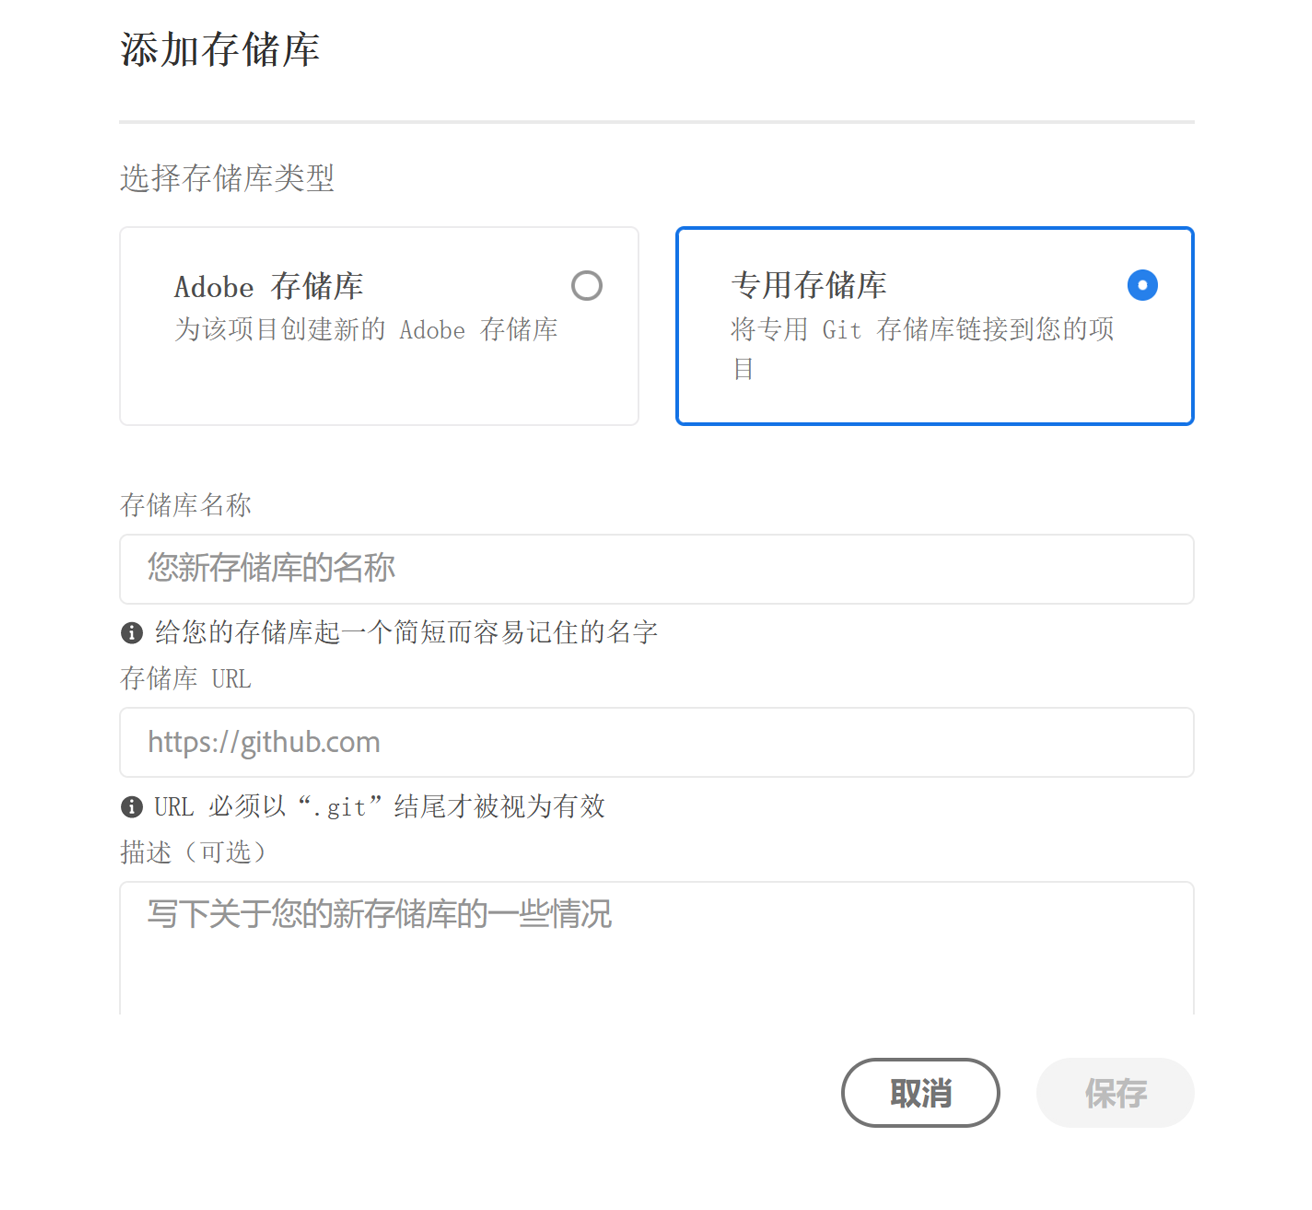 添加存储库
选择存储库类型
Adobe 存储库
为该项目创建新的 Adobe 存储库
专用存储库
将专用 Git 存储库链接到您的项
目
存储库名称
您新存储库的名称
给您的存储库起一个简短而容易记住的名字
存储库 URL
https://github.com
URL 必须以“.git”结尾才被视为有效
描述（可选）
写下关于您的新存储库的一些情况
取消
保存